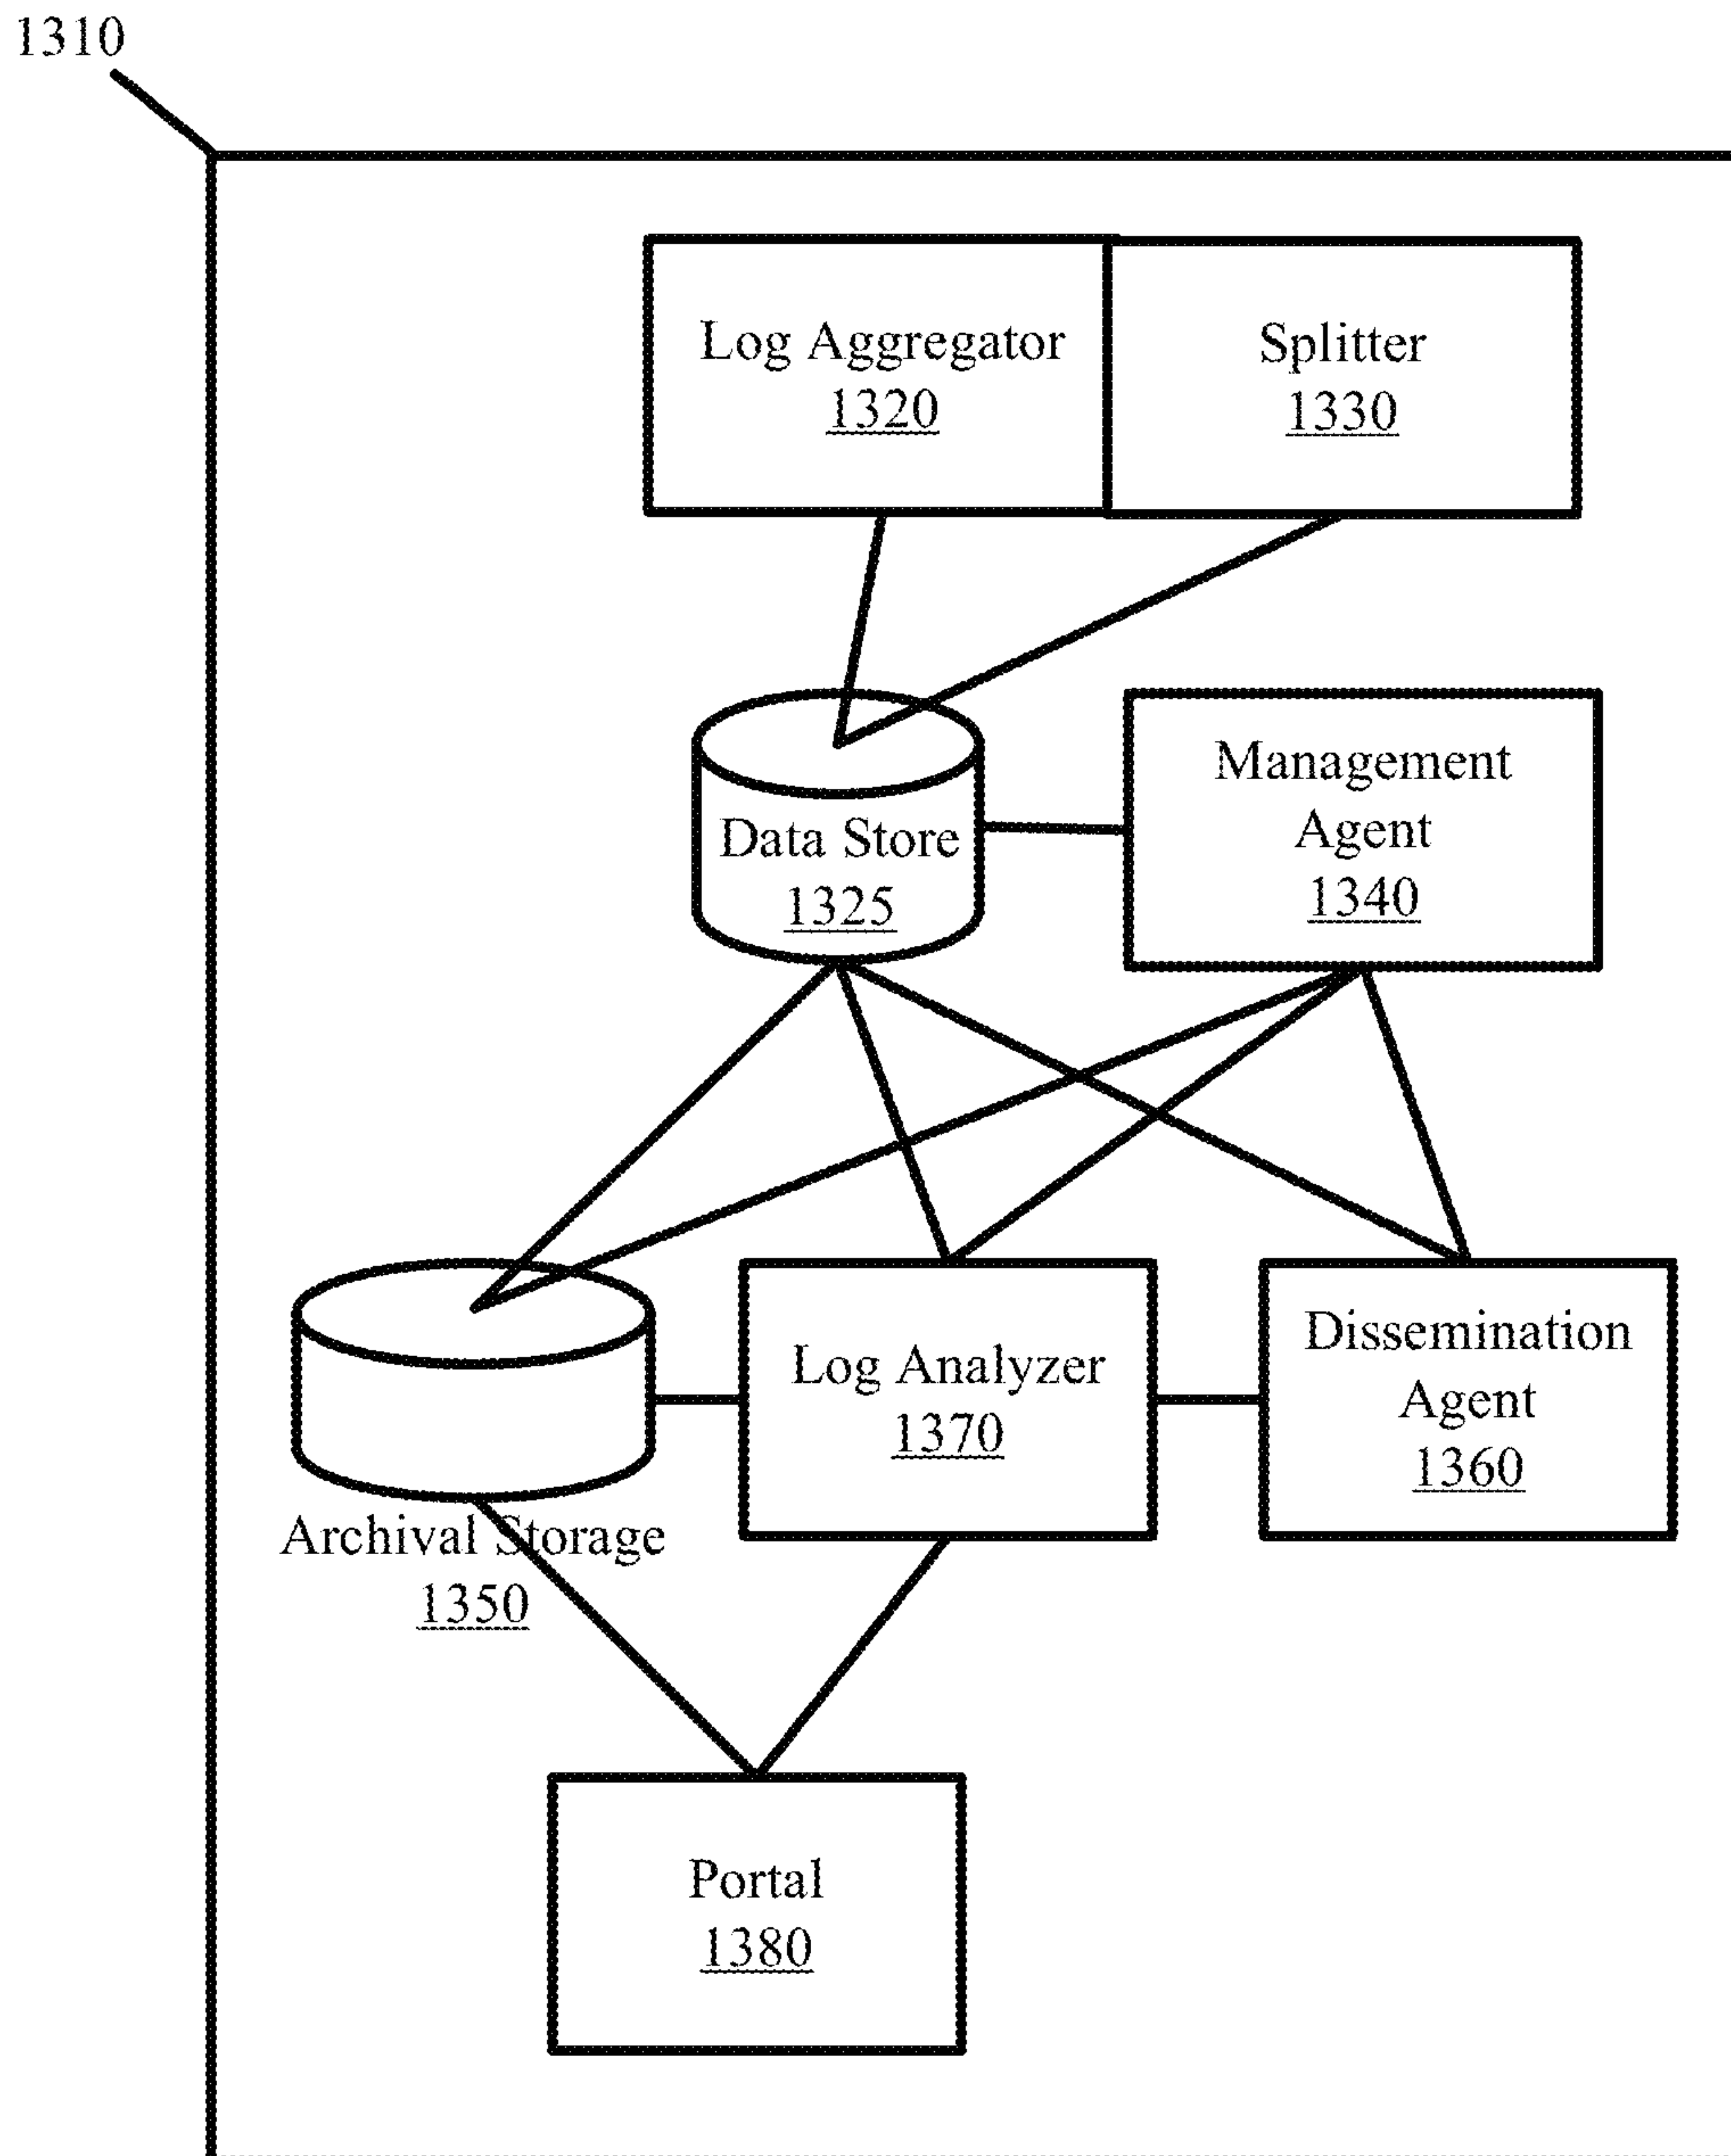 1310
Log Aggregator
1320
Splitter
1330
Data Store
1325
Management
Agent
1340
Archival Storage
1350
Log Analyzer
1370
Dissemination
Agent
1360
Portal
1380